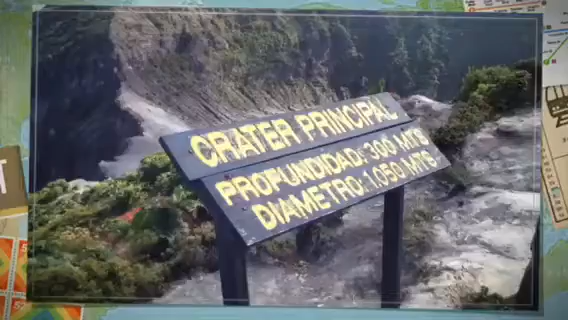 CRATER PRINCIPAL
PROFUNDIDAD: 300 MTS
DIAMETRO: 1.050 MTS